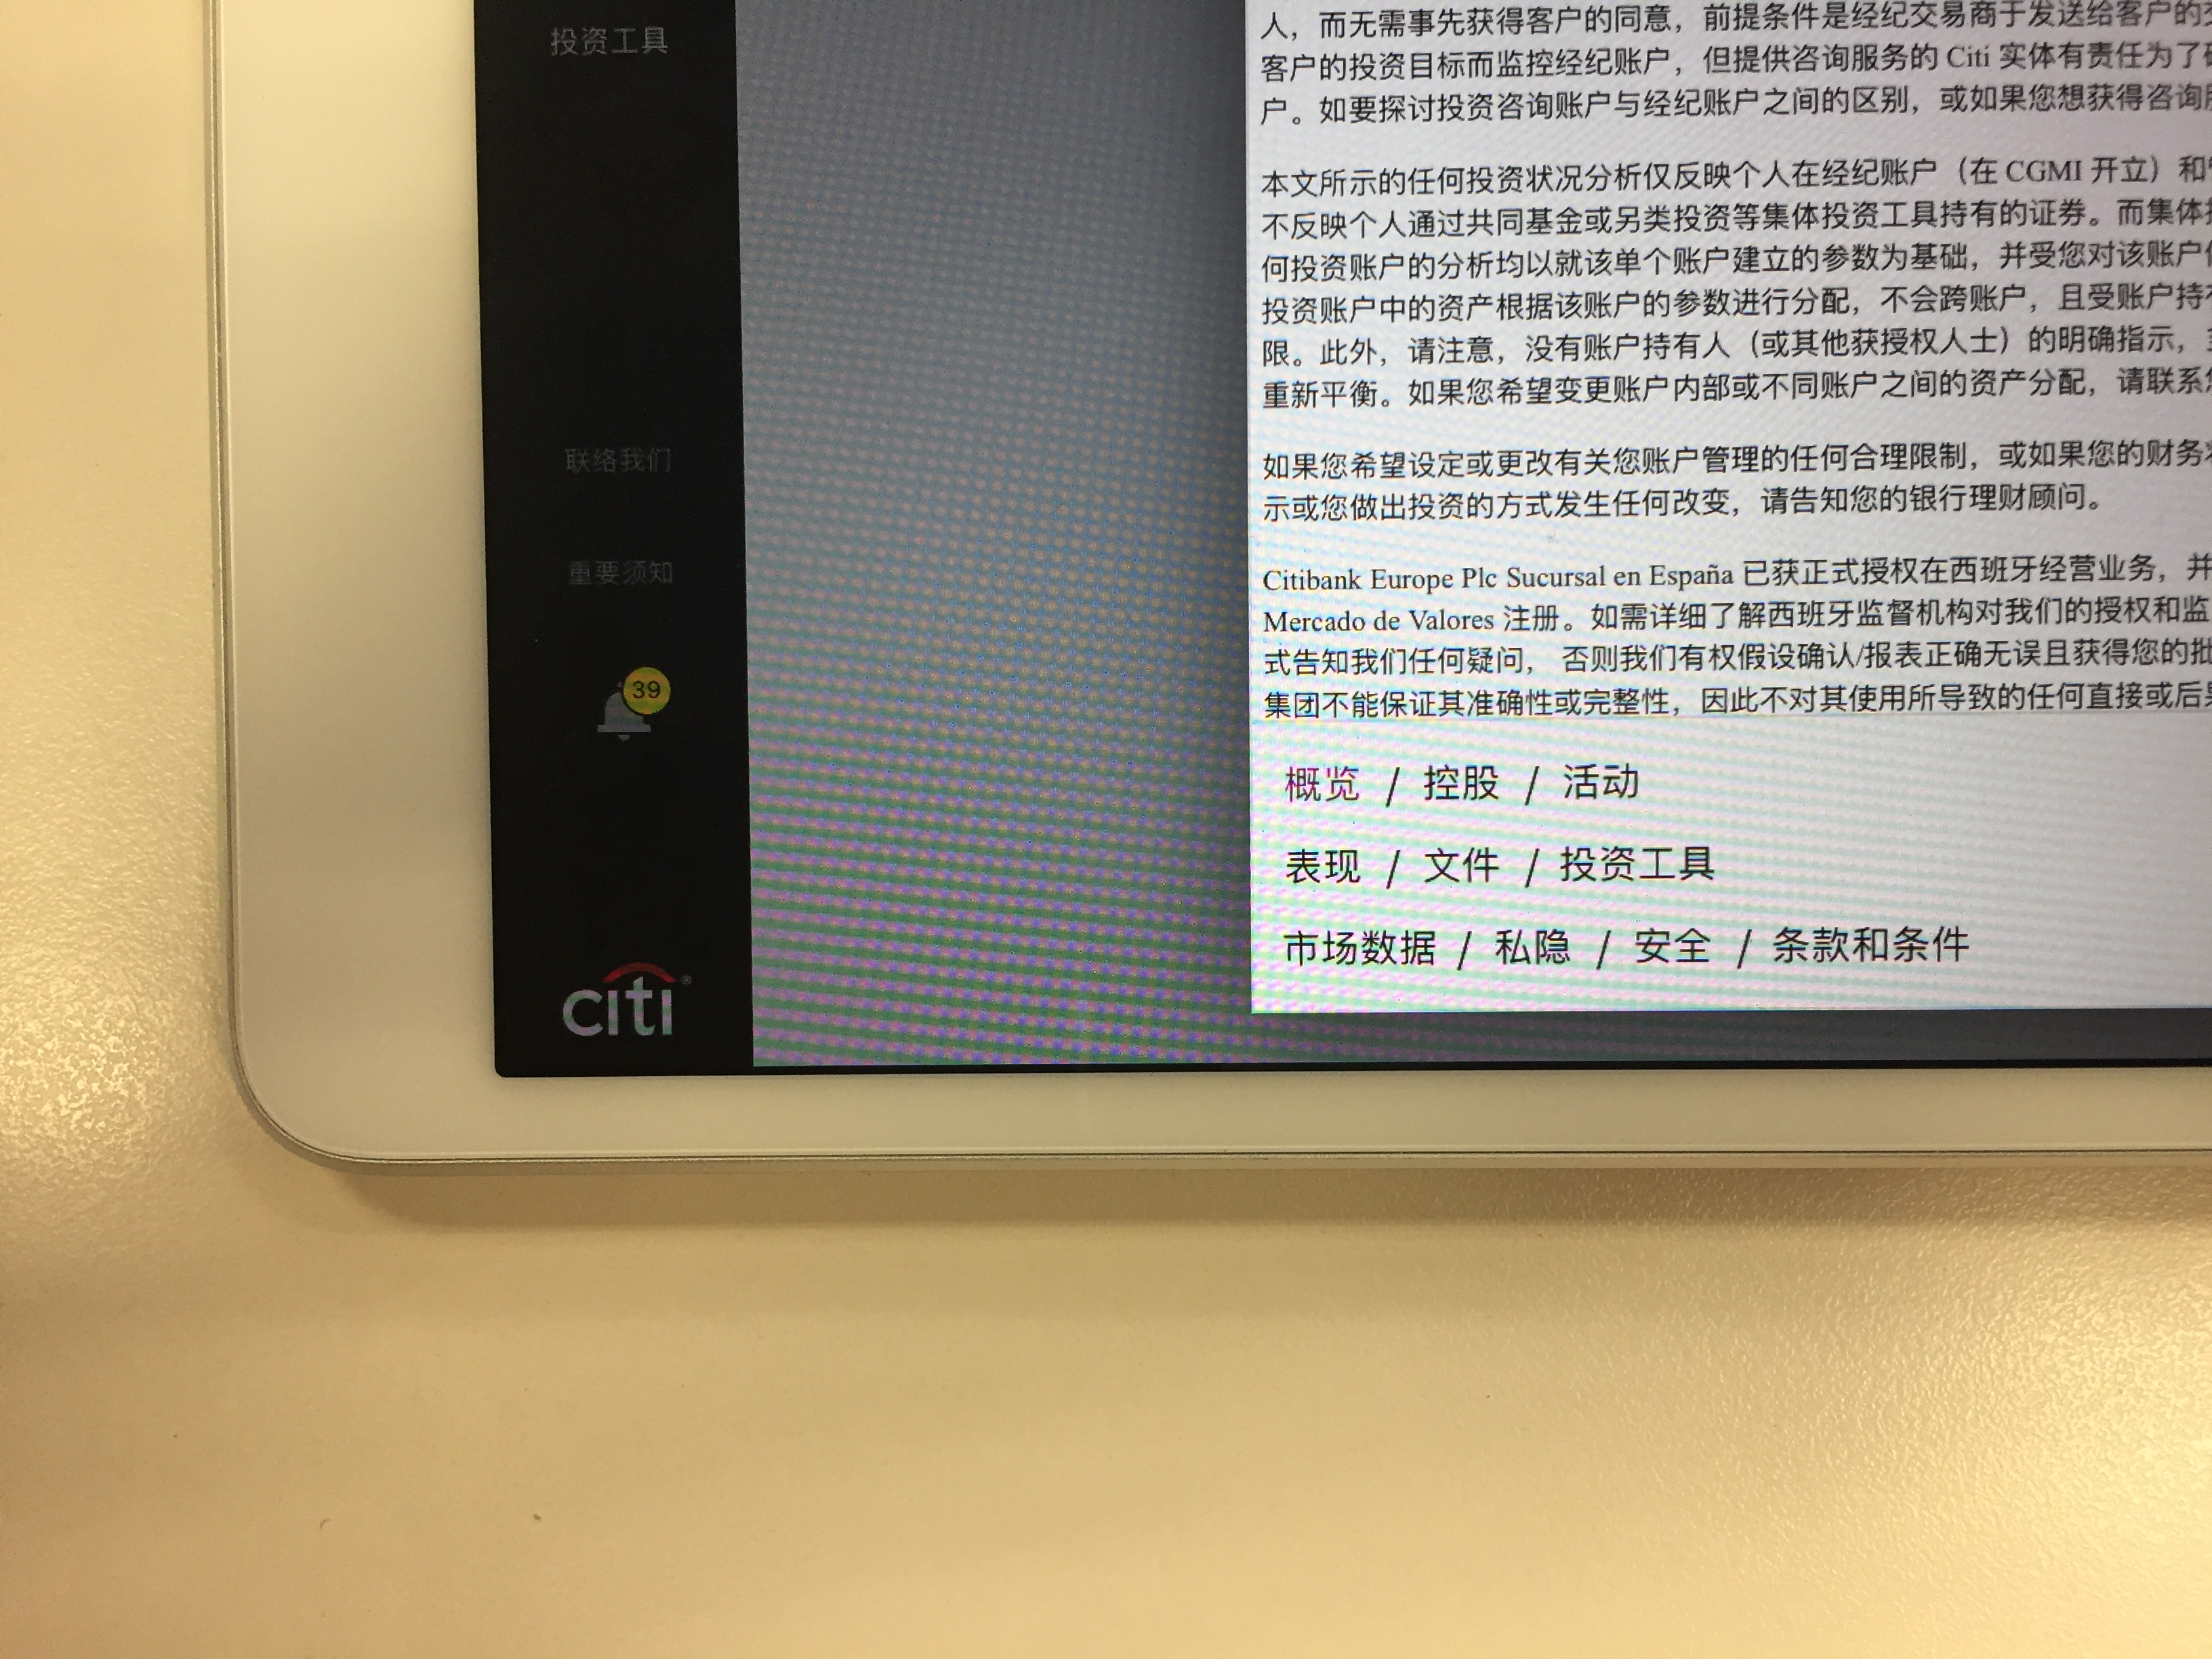 投资工具
联络我们
重要须知
39
citi®
人，而无需事先获得客户的同意，前提条件是经纪交易商于发送给客户的
客户的投资目标而监控经纪账户，但提供咨询服务的 Citi 实体有责任为了
户。如要探讨投资咨询账户与经纪账户之间的区别，或如果您想获得咨询
本文所示的任何投资状况分析仅反映个人在经纪账户（在 CGMI 开立）和
不反映个人通过共同基金或另类投资等集体投资工具持有的证券。而集体
何投资账户的分析均以就该单个账户建立的参数为基础，并受您对该账户
投资账户中的资产根据该账户的参数进行分配，不会跨账户，且受账户持
限。此外，请注意，没有账户持有人（或其他获授权人士）的明确指示，
重新平衡。如果您希望变更账户内部或不同账户之间的资产分配，请联系
如果您希望设定或更改有关您账户管理的任何合理限制，或如果您的财务
示或您做出投资的方式发生任何改变，请告知您的银行理财顾问。
Citibank Europe Plc Sucursal en España 已获正式授权在西班牙经营业务，并
Mercado de Valores 注册。如需详细了解西班牙监督机构对我们的授权和监
式告知我们任何疑问，否则我们有权假设确认/报表正确无误且获得您的批
集团不能保证其准确性或完整性，因此不对其使用所导致的任何直接或后
概览 / 控股 / 活动
表现 / 文件 / 投资工具
市场数据 / 私隐 / 安全 / 条款和条件